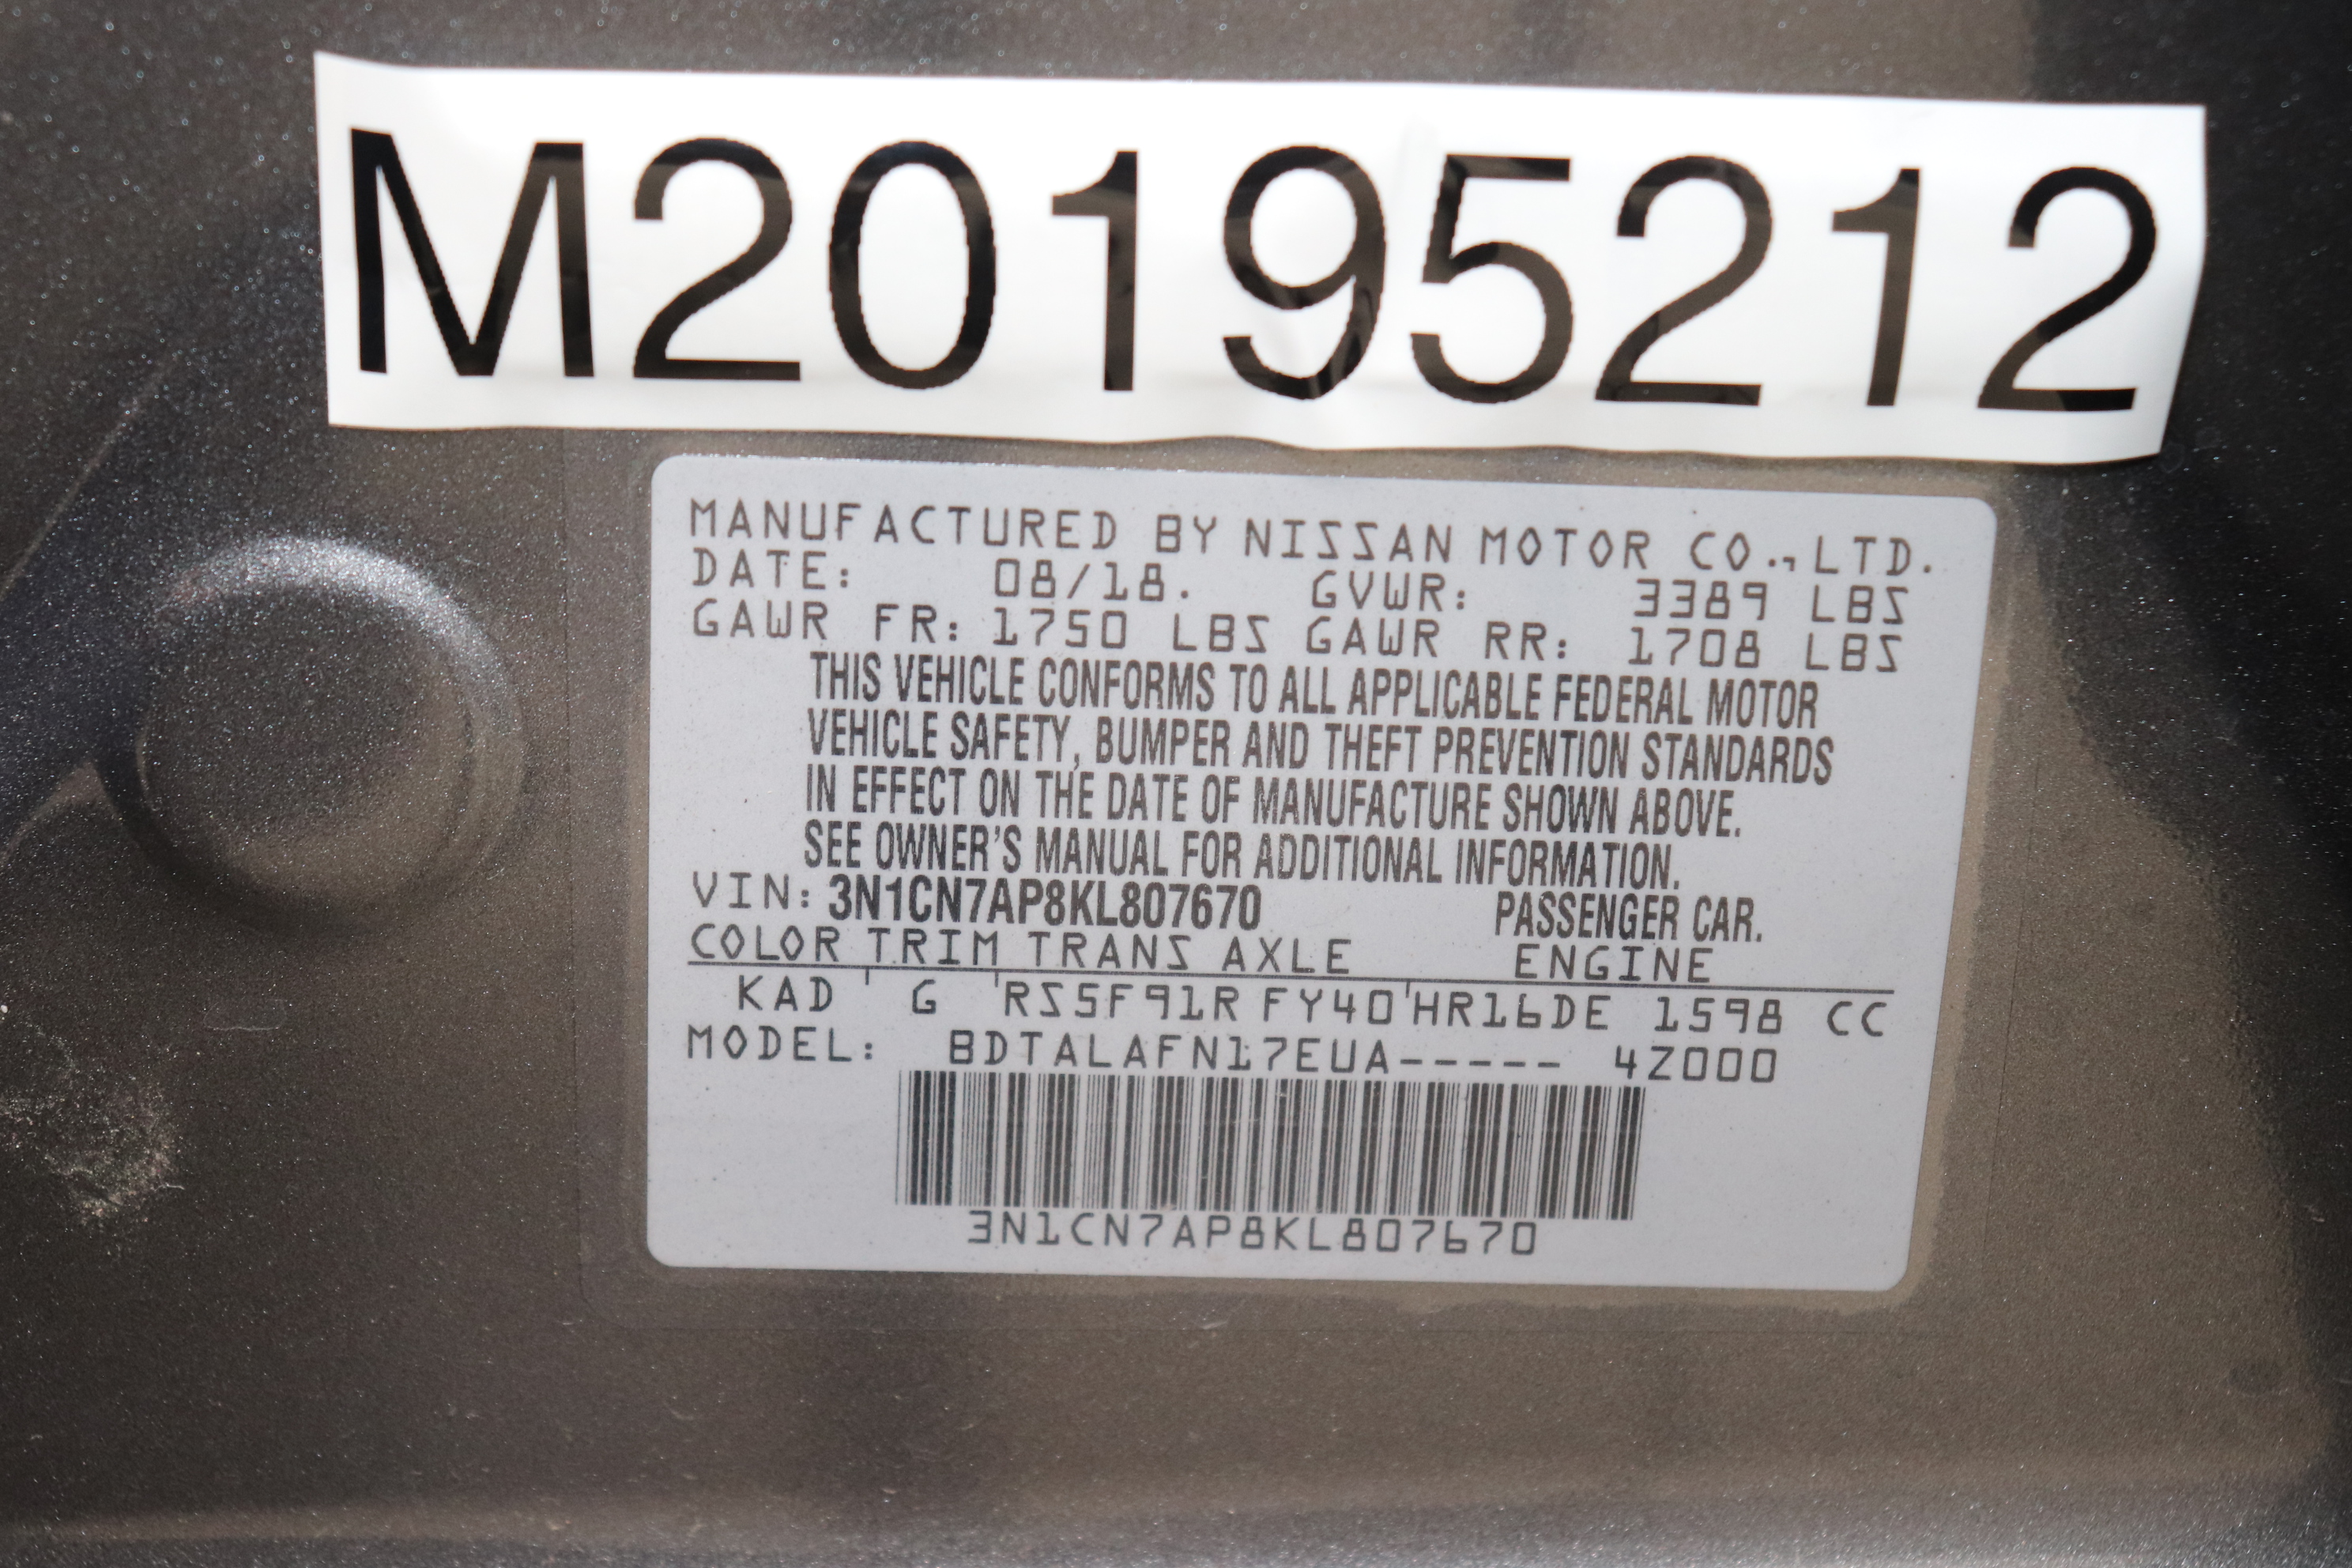 M20195212
MANUFACTURED BY NISSAN MOTOR CO.,LTD.
DATE: 08/18. GVWR: 3389 LBS
GAWR FR: 1750 LBS GAWR RR: 1708 LBS
THIS VEHICLE CONFORMS TO ALL APPLICABLE FEDERAL MOTOR
VEHICLE SAFETY, BUMPER AND THEFT PREVENTION STANDARDS
IN EFFECT ON THE DATE OF MANUFACTURE SHOWN ABOVE.
SEE OWNER'S MANUAL FOR ADDITIONAL INFORMATION.
VIN: 3N1CN7AP8KL807670 PASSENGER CAR.
COLOR TRIM TRANS AXLE ENGINE
KAD G RS5F91R FY40 HR16DE 1598 CC
MODEL: BDTALAFN17EUA----- 4Z000
3N1CN7AP8KL807670